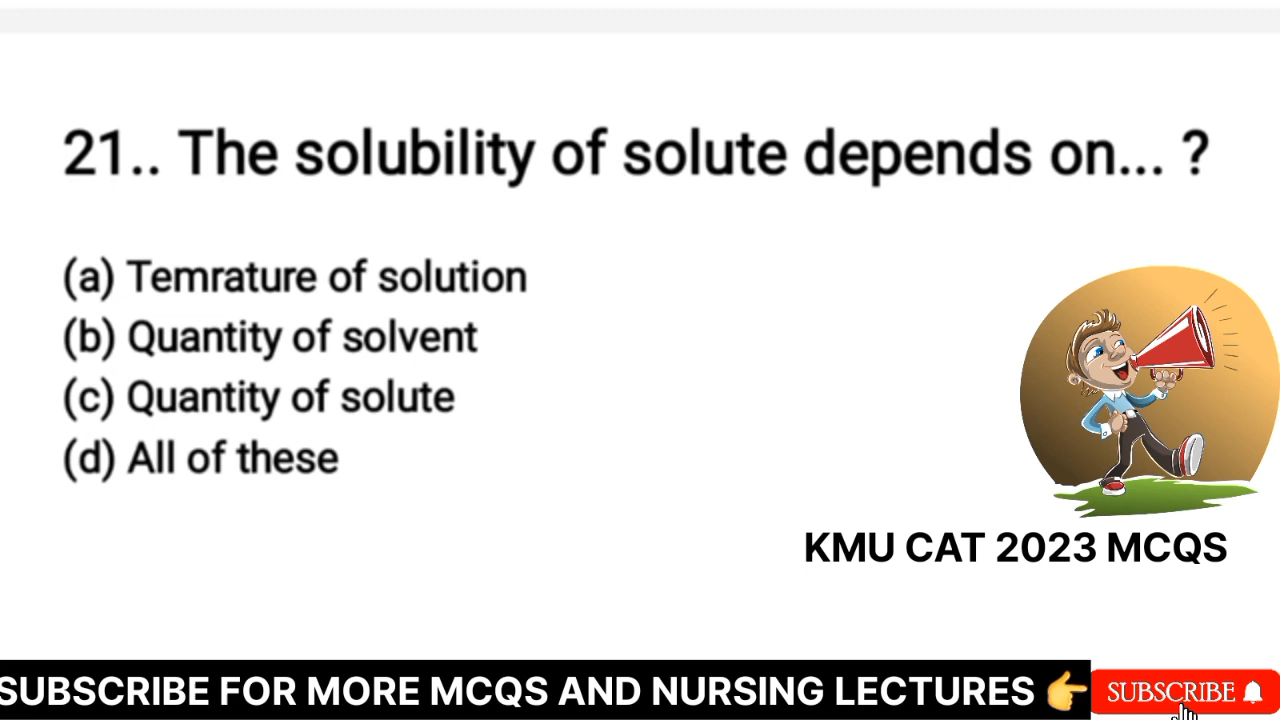 21.. The solubility of solute depends on... ?
(a) Temrature of solution
(b) Quantity of solvent
(c) Quantity of solute
(d) All of these
KMU CAT 2023 MCQS
SUBSCRIBE FOR MORE MCQS AND NURSING LECTURES 👉 SUBSCRIBE